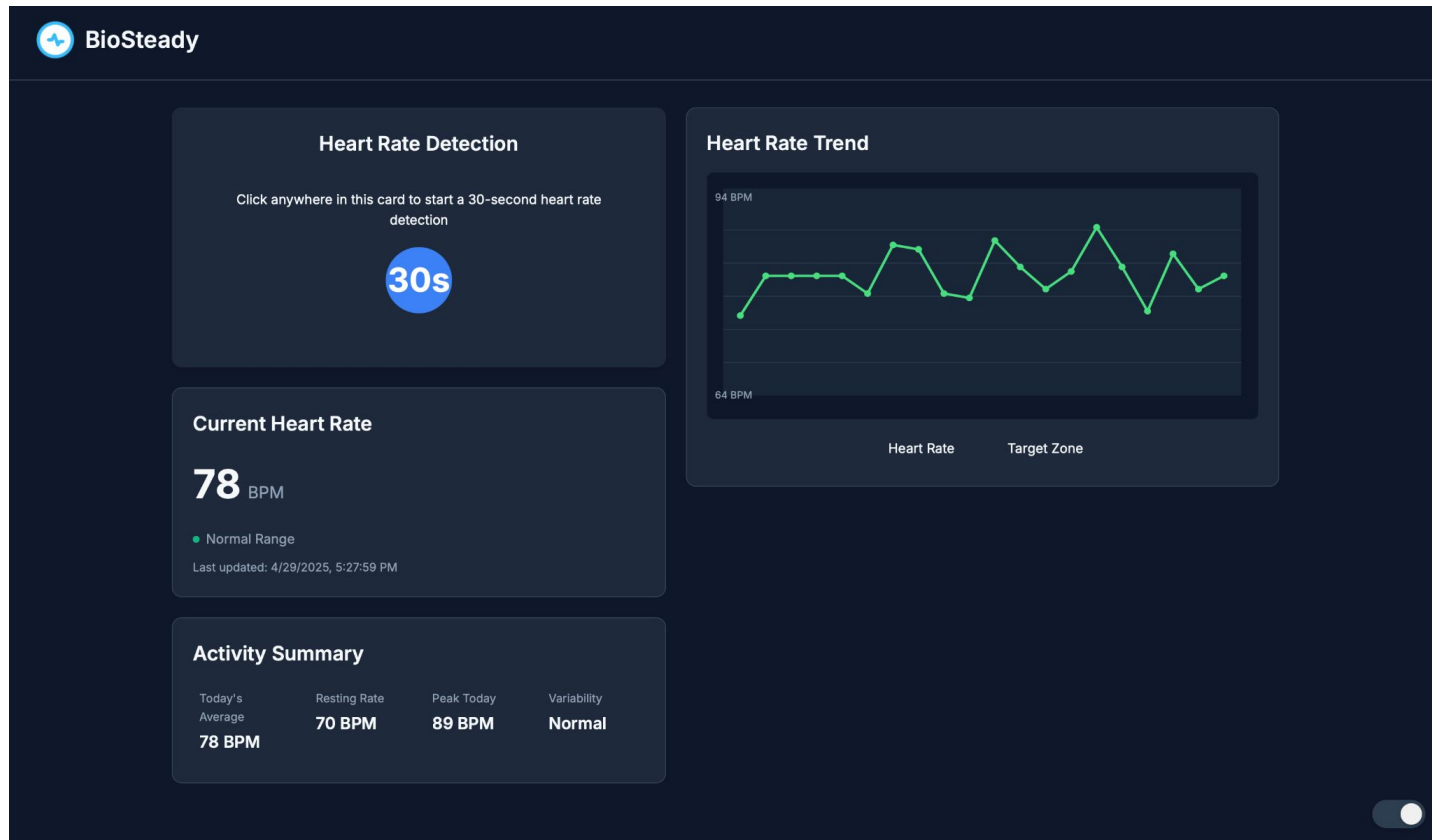 BioSteady
Heart Rate Detection
Click anywhere in this card to start a 30-second heart rate
detection
30s
Current Heart Rate
78 BPM
Normal Range
Last updated: 4/29/2025, 5:27:59 PM
Activity Summary
Today's
Average
78 BPM
Resting Rate
70 BPM
Peak Today
89 BPM
Variability
Normal
Heart Rate Trend
94 BPM
64 BPM
Heart Rate
Target Zone